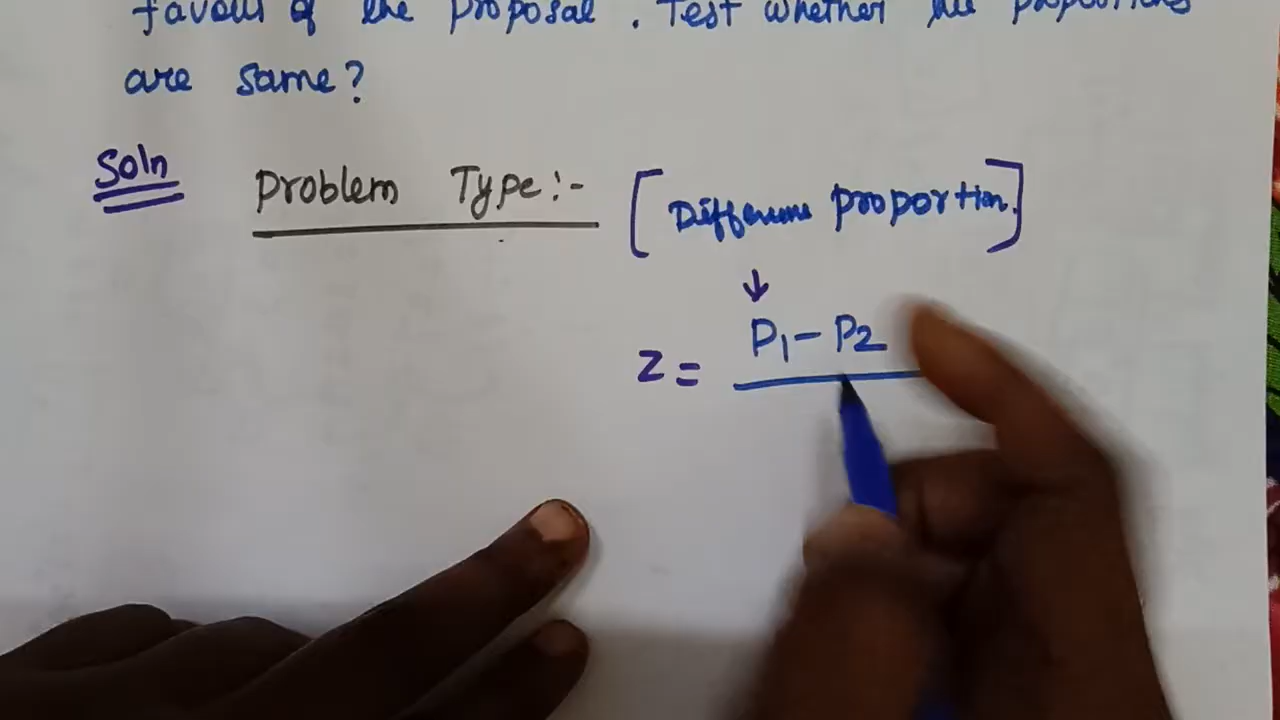 favour of the proposal . Test whether the proportions
are same?
Soln Problem Type:- [Difference proportion.]
↓
Z = P1 - P2